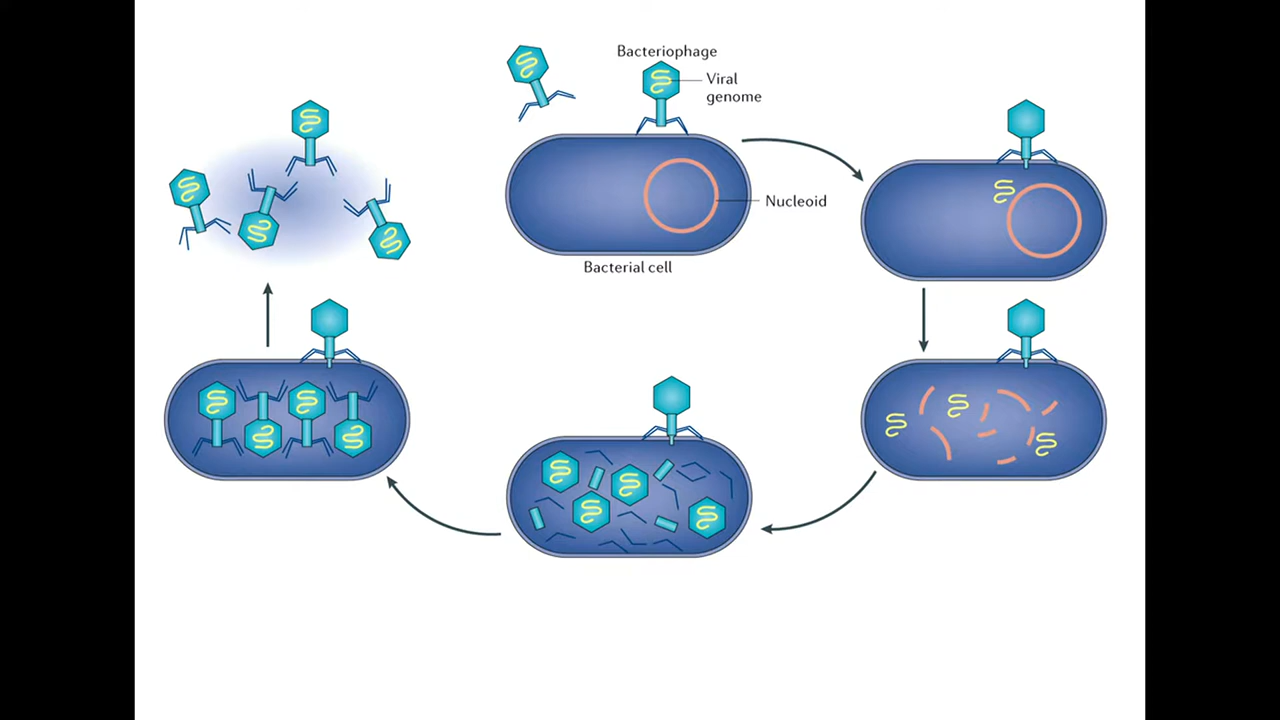 Bacteriophage
Viral
genome
Nucleoid
Bacterial cell